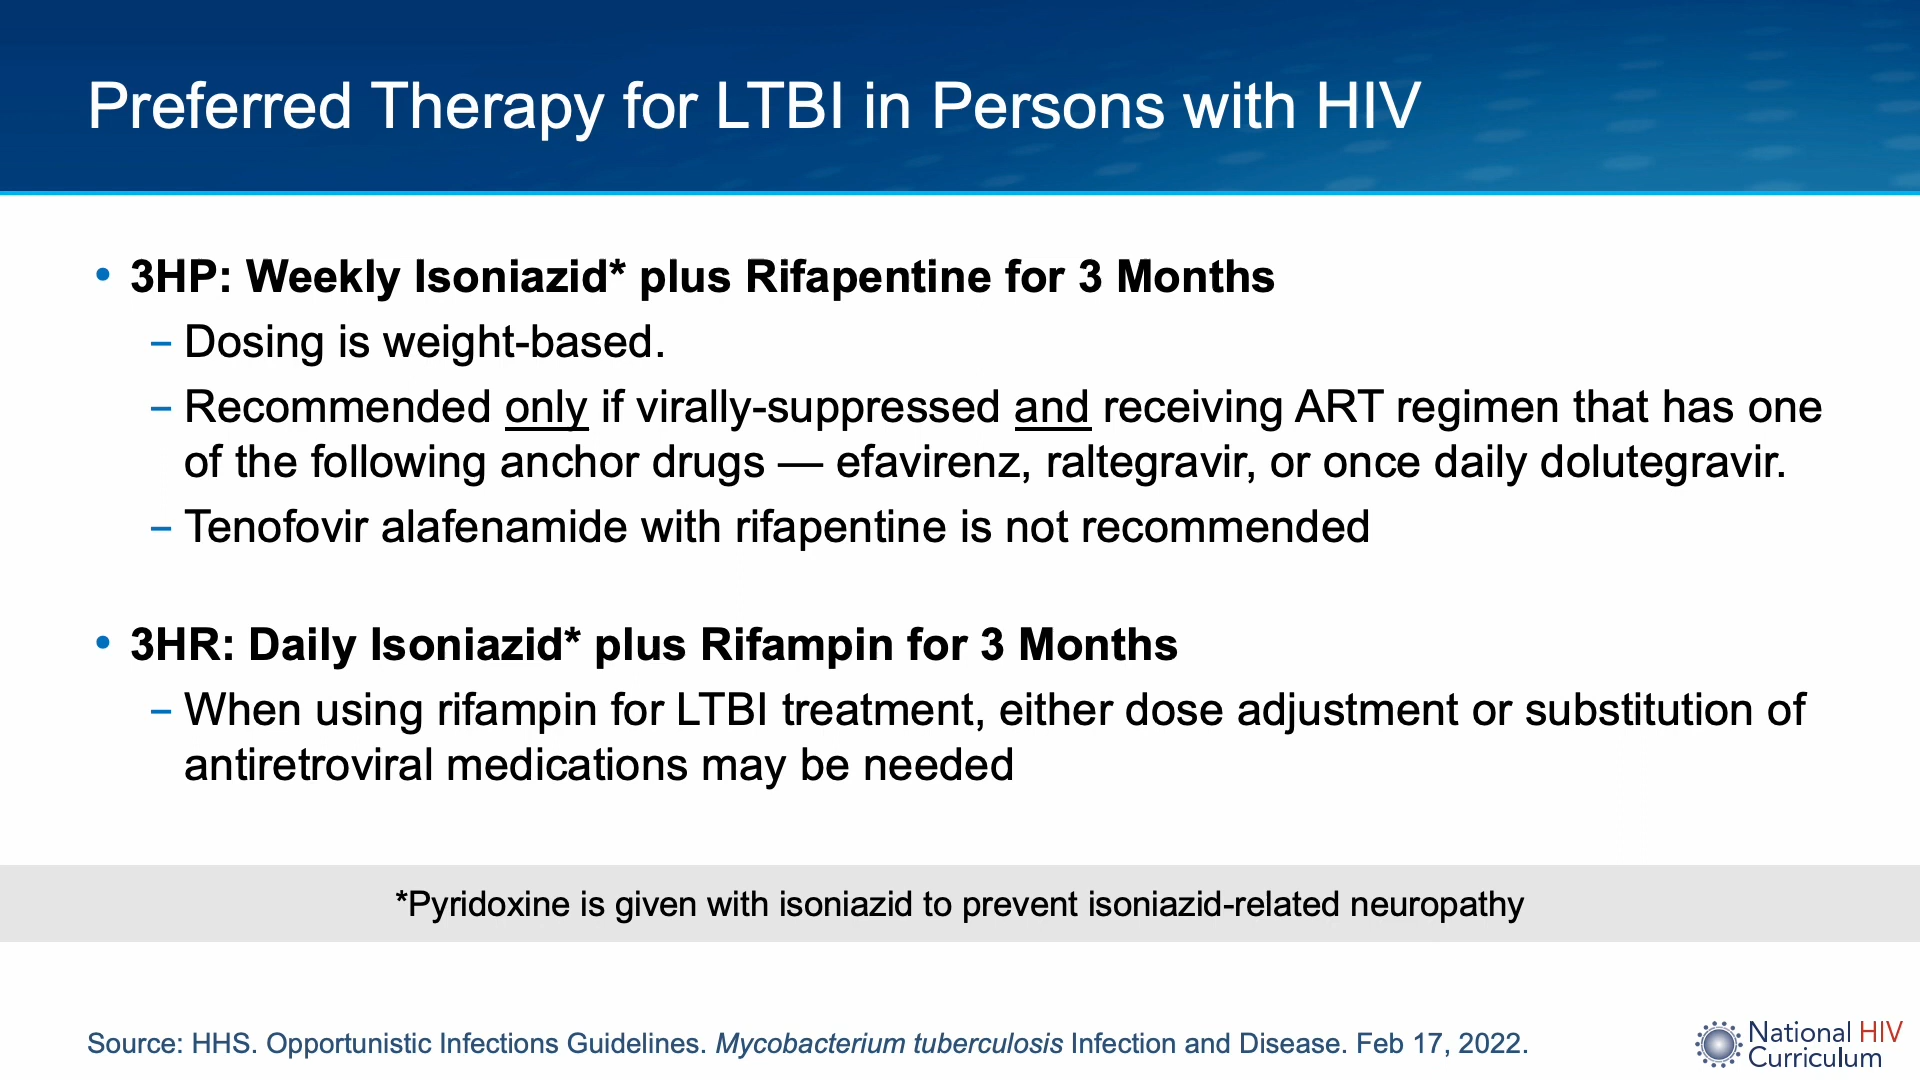 Preferred Therapy for LTBI in Persons with HIV
• 3HP: Weekly Isoniazid* plus Rifapentine for 3 Months
– Dosing is weight-based.
– Recommended only if virally-suppressed and receiving ART regimen that has one
of the following anchor drugs — efavirenz, raltegravir, or once daily dolutegravir.
– Tenofovir alafenamide with rifapentine is not recommended
• 3HR: Daily Isoniazid* plus Rifampin for 3 Months
– When using rifampin for LTBI treatment, either dose adjustment or substitution of
antiretroviral medications may be needed
*Pyridoxine is given with isoniazid to prevent isoniazid-related neuropathy
Source: HHS. Opportunistic Infections Guidelines. Mycobacterium tuberculosis Infection and Disease. Feb 17, 2022.
National HIV
Curriculum